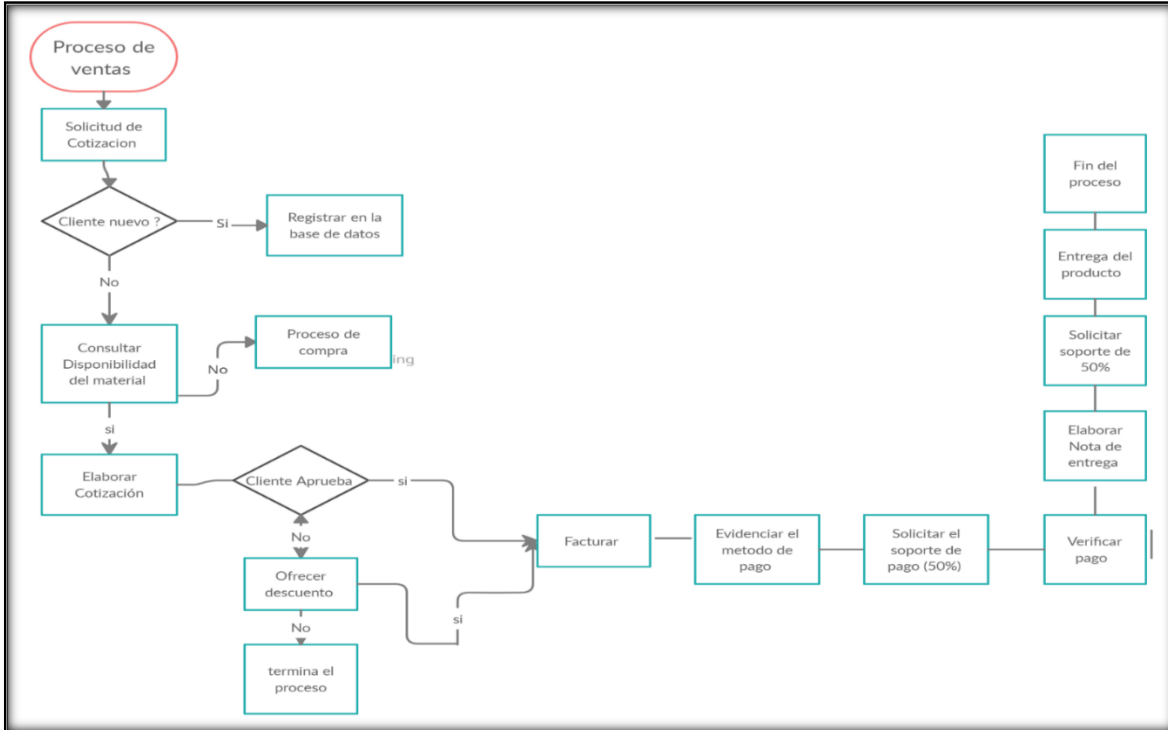 Proceso de
ventas
Solicitud de
Cotizacion
Cliente nuevo ?
Si
Registrar en la
base de datos
No
Consultar
Disponibilidad
del material
No
Proceso de
compra
ing
si
Elaborar
Cotización
Cliente Aprueba
si
No
Ofrecer
descuento
si
No
termina el
proceso
Facturar
Evidenciar el
metodo de
pago
Solicitar el
soporte de
pago (50%)
Verificar
pago
Elaborar
Nota de
entrega
Solicitar
soporte de
50%
Entrega del
producto
Fin del
proceso